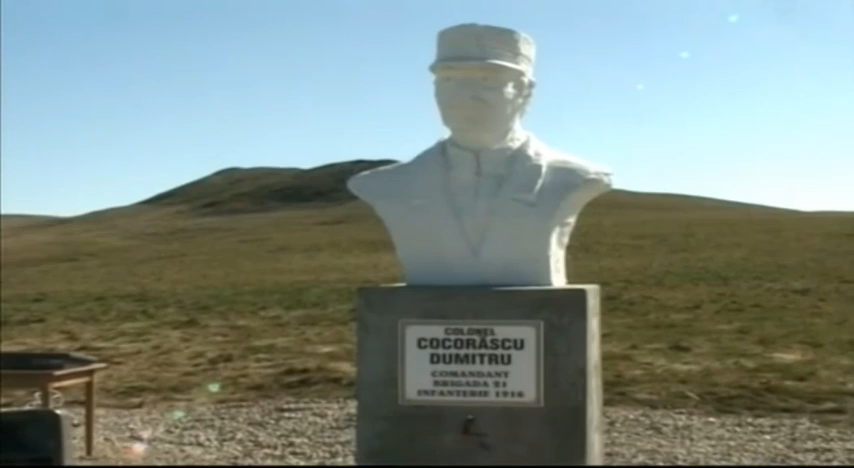 COLONEL
COCORĂSCU
DUMITRU
COMANDANT
BRIGADA 21
INFANTERIE 1916